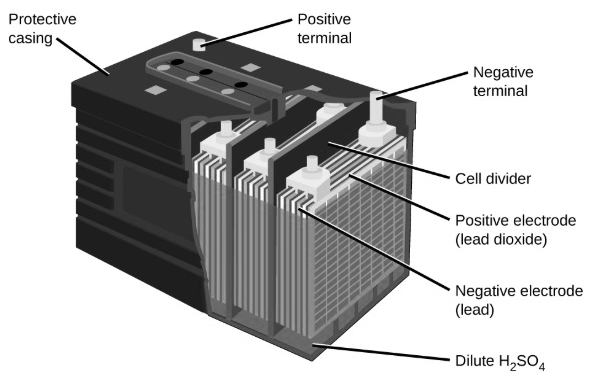 Protective
casing
Positive
terminal
Negative
terminal
Cell divider
Positive electrode
(lead dioxide)
Negative electrode
(lead)
Dilute H₂SO₄